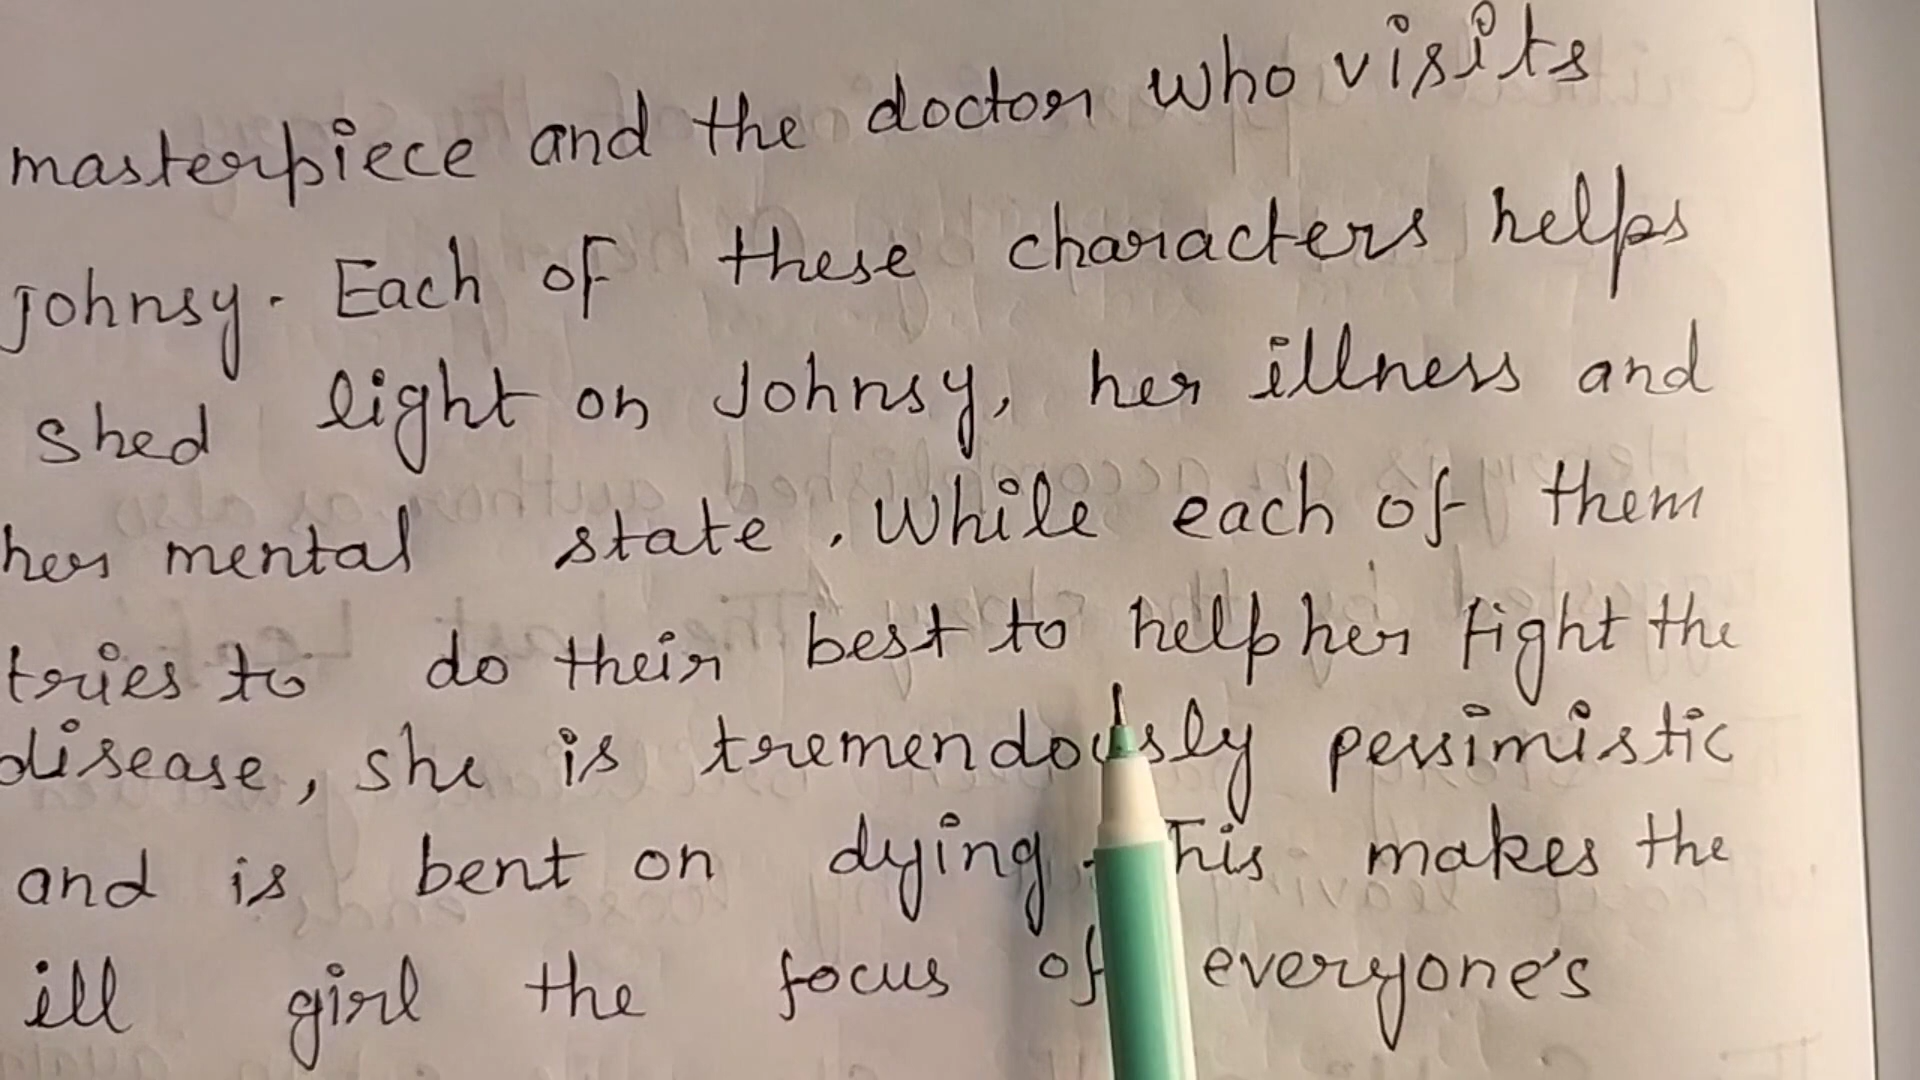 masterpiece and the doctor who visits
Johnsy. Each of these characters helps
shed light on Johnsy, her illness and
her mental state. While each of them
tries to do their best to help her fight the
disease, she is tremendously pessimistic
and is bent on dying. This makes the
ill girl the focus of everyone's